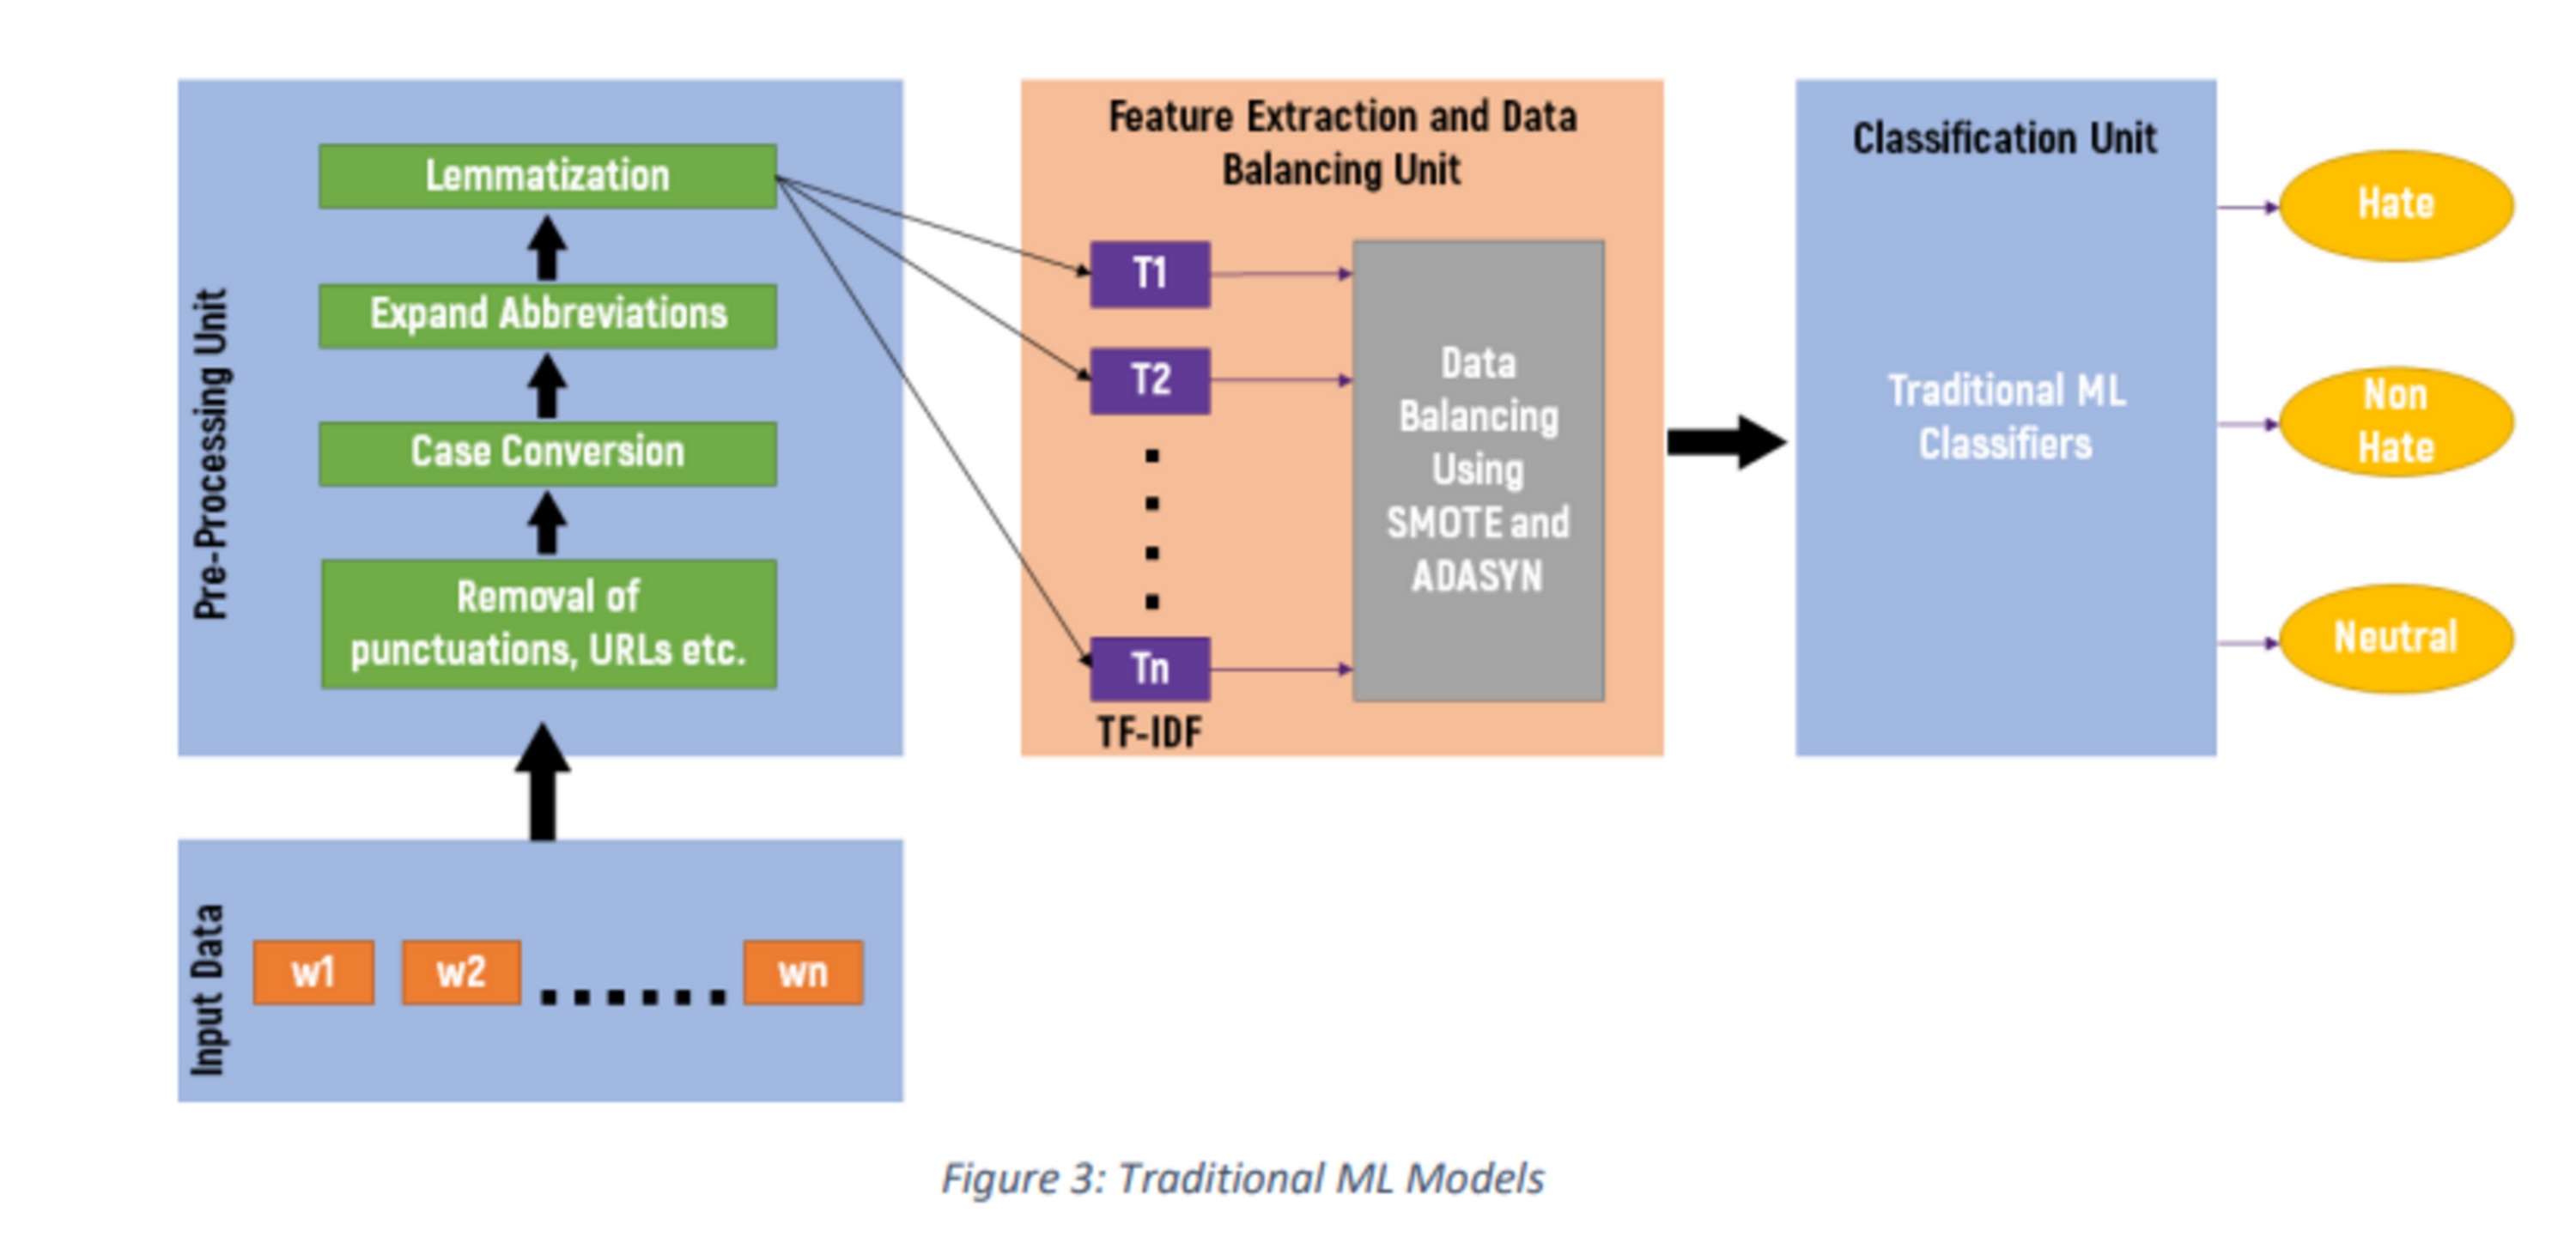 Pre-Processing Unit
Lemmatization
Expand Abbreviations
Case Conversion
Removal of
punctuations, URLs etc.
Input Data
w1
w2
wn
Feature Extraction and Data
Balancing Unit
T1
T2
Tn
TF-IDF
Data
Balancing
Using
SMOTE and
ADASYN
Classification Unit
Traditional ML
Classifiers
Hate
Non
Hate
Neutral
Figure 3: Traditional ML Models